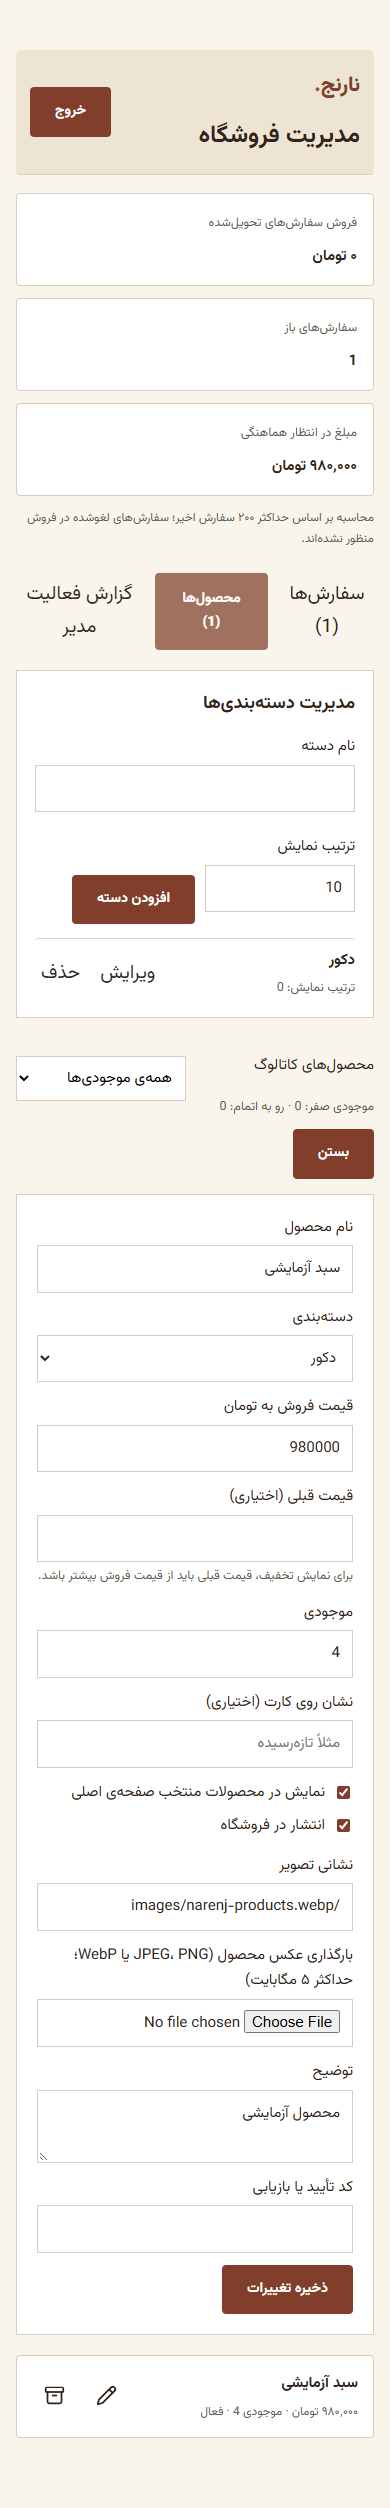 نارنج.
مدیریت فروشگاه
خروج
فروش سفارش‌های تحویل‌شده
۰ تومان
سفارش‌های باز
1
مبلغ در انتظار هماهنگی
۹۸۰٬۰۰۰ تومان
محاسبه بر اساس حداکثر ۲۰۰ سفارش اخیر؛ سفارش‌های لغوشده در فروش
منظور نشده‌اند.
سفارش‌ها
(1)
محصول‌ها
(1)
گزارش فعالیت
مدیر
مدیریت دسته‌بندی‌ها
نام دسته
ترتیب نمایش
10
افزودن دسته
دکور
ترتیب نمایش: 0
ویرایش
حذف
محصول‌های کاتالوگ
موجودی صفر: 0 · رو به اتمام: 0
همه‌ی موجودی‌ها
بستن
نام محصول
سبد آزمایشی
دسته‌بندی
دکور
قیمت فروش به تومان
980000
قیمت قبلی (اختیاری)
برای نمایش تخفیف، قیمت قبلی باید از قیمت فروش بیشتر باشد.
موجودی
4
نشان روی کارت (اختیاری)
مثلاً تازه‌رسیده
نمایش در محصولات منتخب صفحه‌ی اصلی
انتشار در فروشگاه
نشانی تصویر
images/narenj-products.webp/
بارگذاری عکس محصول (JPEG، PNG یا WebP؛
حداکثر ۵ مگابایت)
Choose File No file chosen
توضیح
محصول آزمایشی
کد تأیید یا بازیابی
ذخیره تغییرات
سبد آزمایشی
۹۸۰٬۰۰۰ تومان · موجودی 4 · فعال